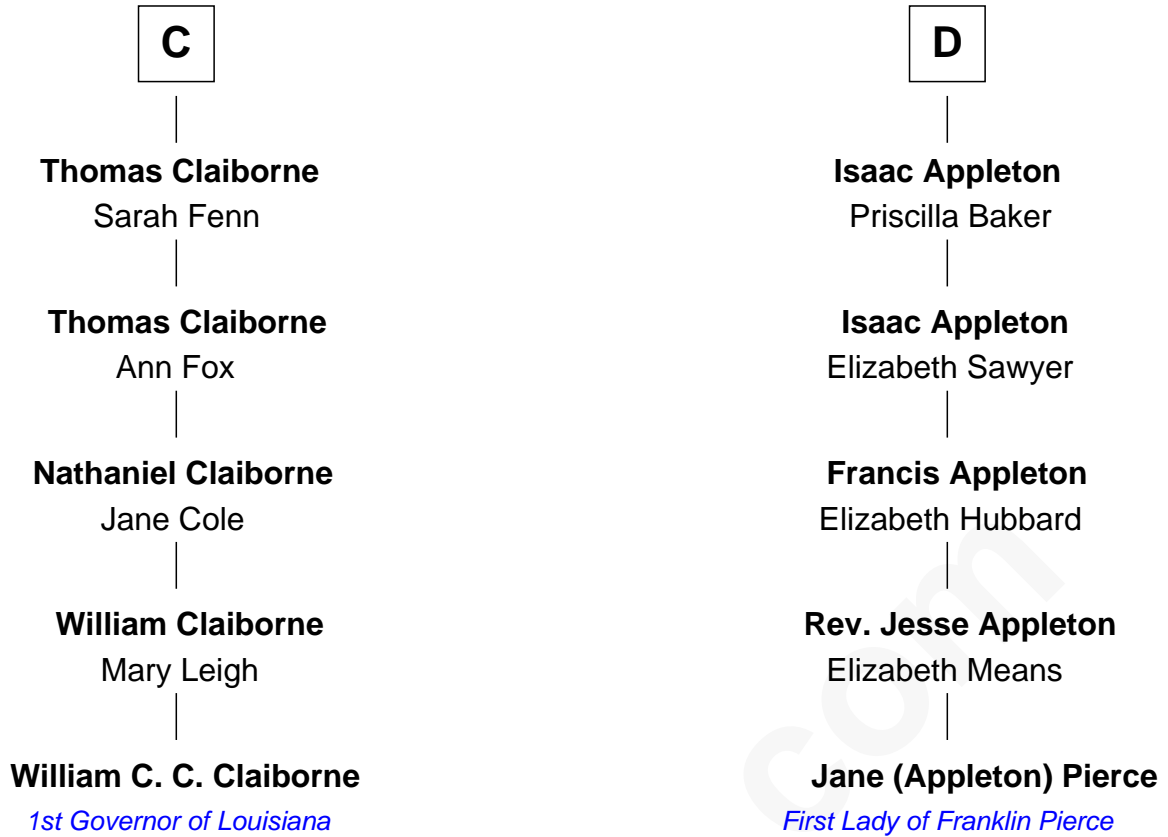 C
Thomas Claiborne
Sarah Fenn
Thomas Claiborne
Ann Fox
Nathaniel Claiborne
Jane Cole
William Claiborne
Mary Leigh
William C. C. Claiborne
1st Governor of Louisiana
D
Isaac Appleton
Priscilla Baker
Isaac Appleton
Elizabeth Sawyer
Francis Appleton
Elizabeth Hubbard
Rev. Jesse Appleton
Elizabeth Means
Jane (Appleton) Pierce
First Lady of Franklin Pierce
com